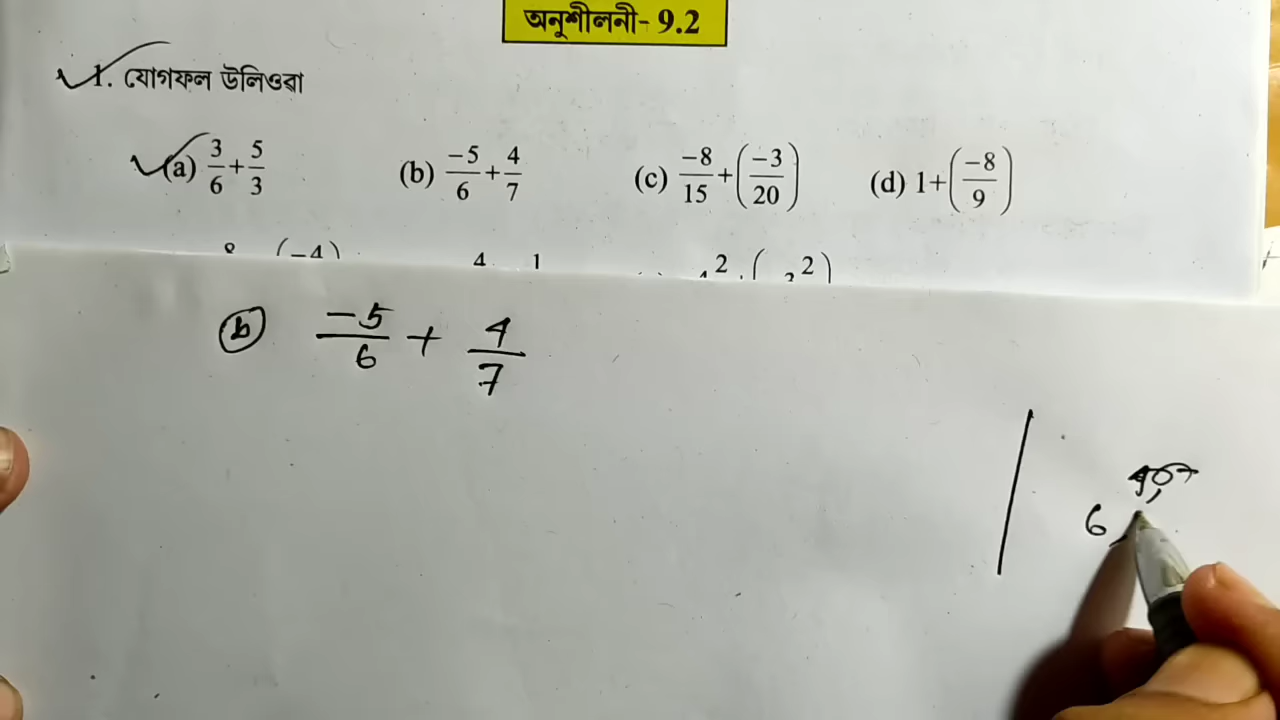 অনুশীলনী- 9.2
1. যোগফল উলিওৱা
(a) 3/6 + 5/3 (b) -5/6 + 4/7 (c) -8/15 + (-3/20) (d) 1+(-8/9)
(b) -5/6 + 4/7
6,